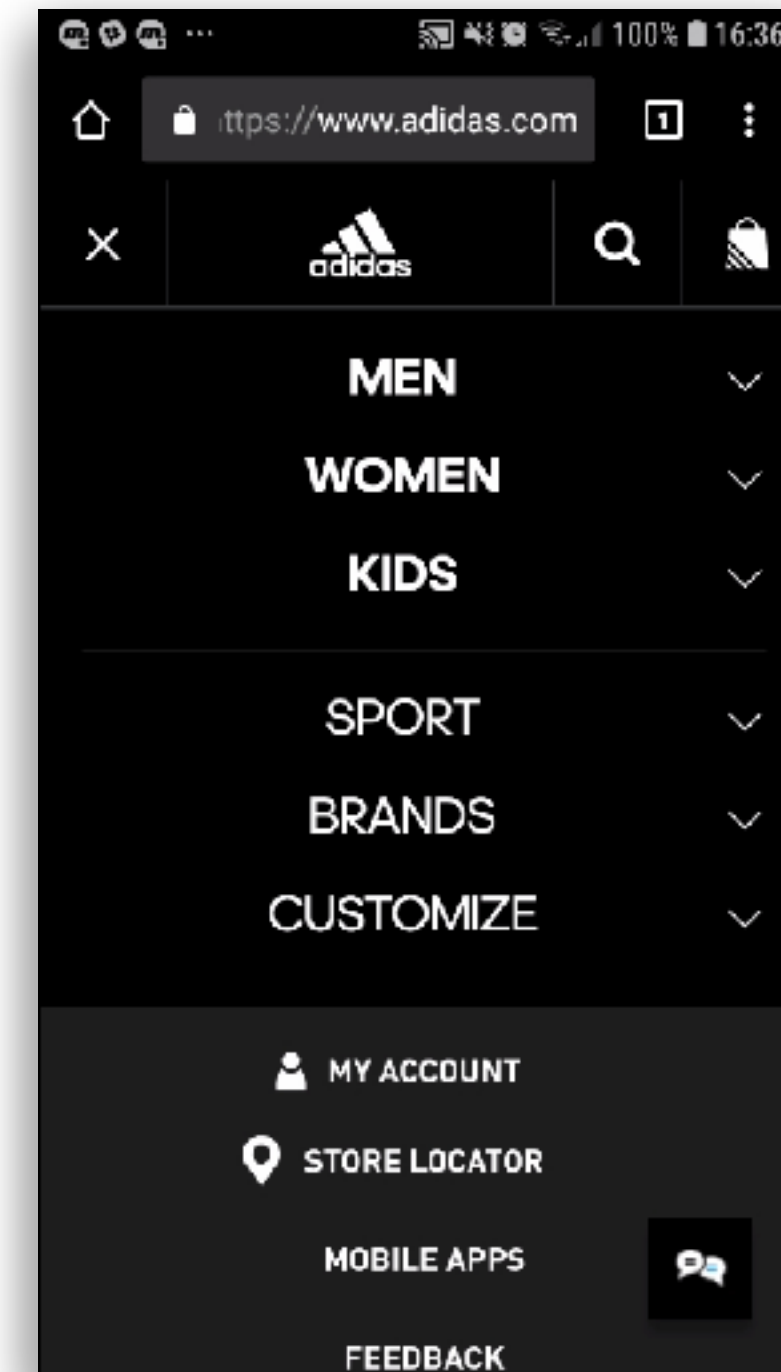 100% 16:36
ttps://www.adidas.com 1
adidas
MEN
WOMEN
KIDS
SPORT
BRANDS
CUSTOMIZE
MY ACCOUNT
STORE LOCATOR
MOBILE APPS
FEEDBACK